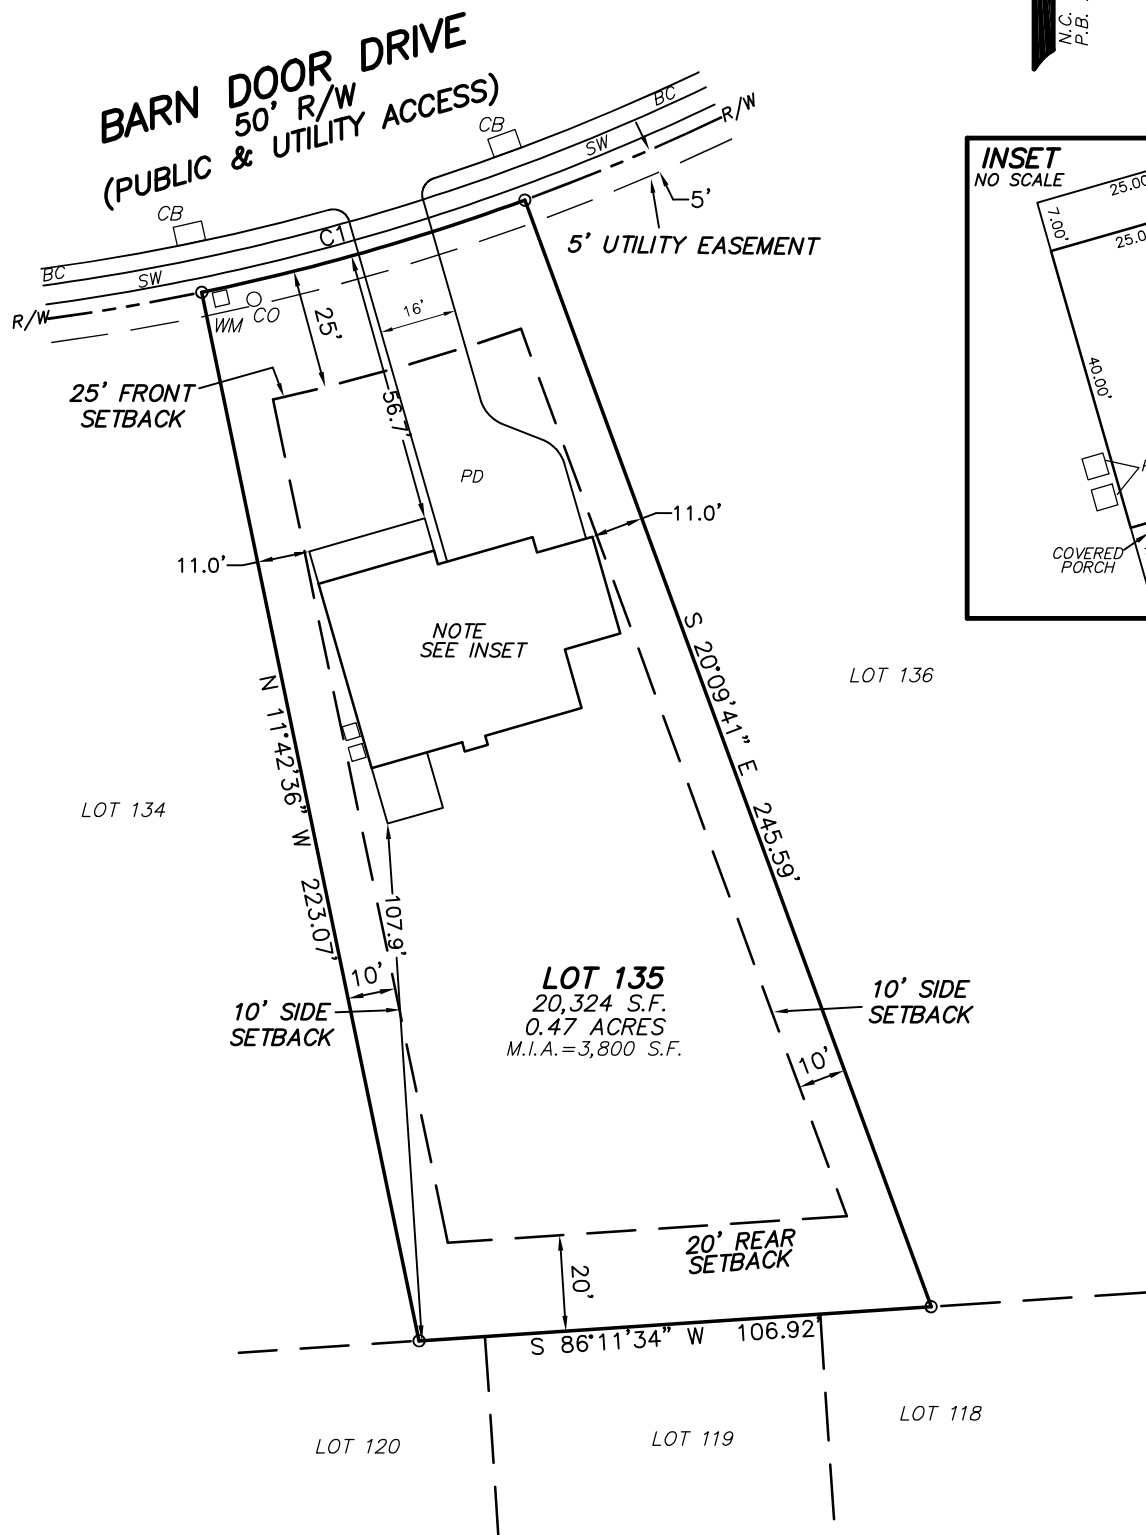 N.C.
P.B.
BARN DOOR DRIVE
50' R/W
(PUBLIC & UTILITY ACCESS)
CB
BC
R/W
SW
CB
INSET
NO SCALE
25.00
7.00'
25.0
40.00'
COVERED
PORCH
5'
5' UTILITY EASEMENT
C1
BC
SW
R/W
WM
CO
25'
16'
25' FRONT
SETBACK
56.7'
PD
11.0'
11.0'
NOTE
SEE INSET
S 20°09'41" E 245.59'
LOT 136
N 11°42'36" W 223.07'
LOT 134
107.9'
10'
10' SIDE
SETBACK
LOT 135
20,324 S.F.
0.47 ACRES
M.I.A.=3,800 S.F.
10' SIDE
SETBACK
10'
20' REAR
SETBACK
20'
S 86°11'34" W 106.92'
LOT 120
LOT 119
LOT 118